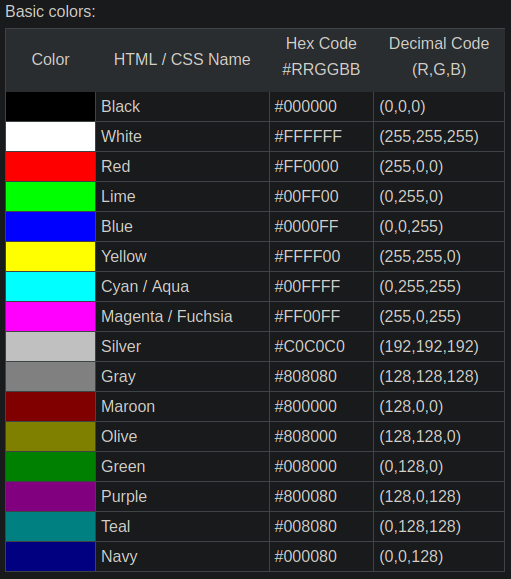 Basic colors:
Color HTML / CSS Name Hex Code #RRGGBB Decimal Code (R,G,B)
Black #000000 (0,0,0)
White #FFFFFF (255,255,255)
Red #FF0000 (255,0,0)
Lime #00FF00 (0,255,0)
Blue #0000FF (0,0,255)
Yellow #FFFF00 (255,255,0)
Cyan / Aqua #00FFFF (0,255,255)
Magenta / Fuchsia #FF00FF (255,0,255)
Silver #C0C0C0 (192,192,192)
Gray #808080 (128,128,128)
Maroon #800000 (128,0,0)
Olive #808000 (128,128,0)
Green #008000 (0,128,0)
Purple #800080 (128,0,128)
Teal #008080 (0,128,128)
Navy #000080 (0,0,128)